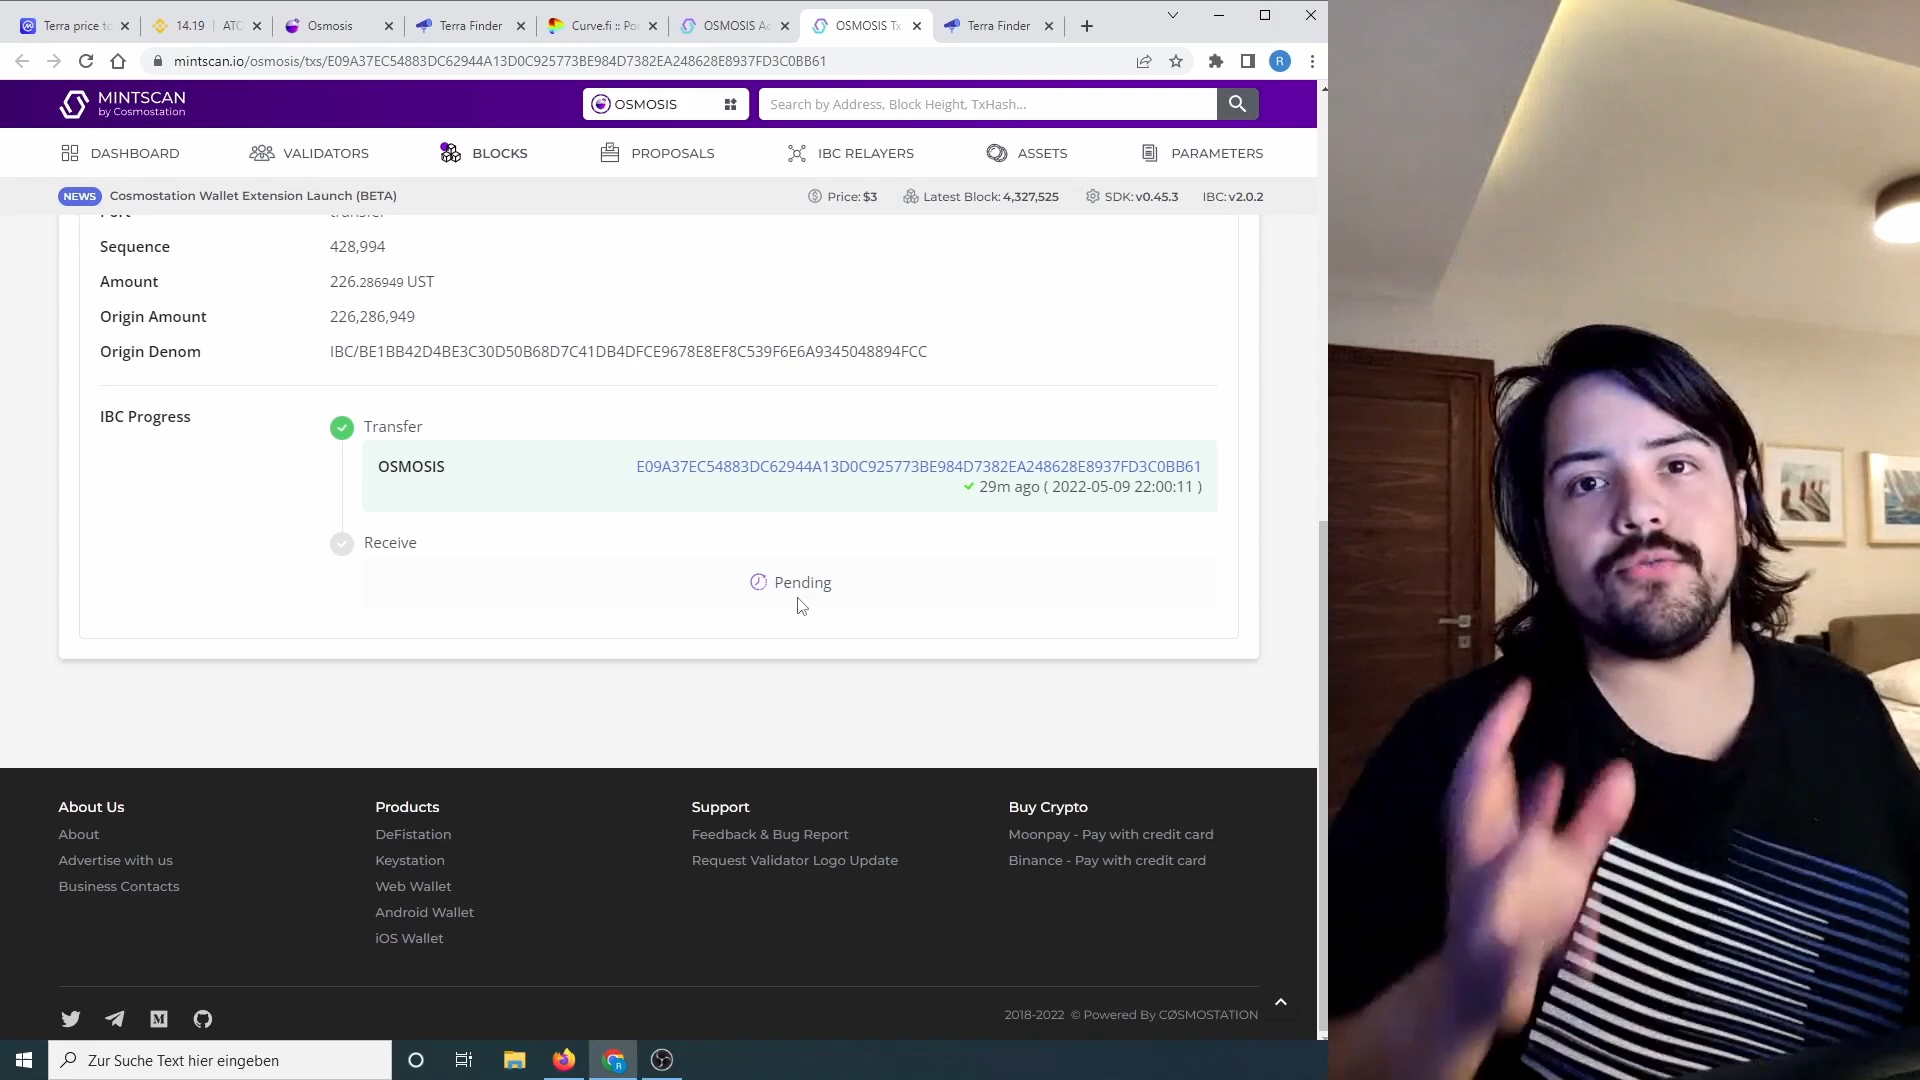 Terra price to
14.19 | ATO
Osmosis
Terra Finder
Curve.fi :: Po
OSMOSIS Ac
OSMOSIS Tx
Terra Finder
mintscan.io/osmosis/txs/E09A37EC54883DC62944A13D0C925773BE984D7382EA248628E8937FD3C0BB61
R
MINTSCAN
by Cosmostation
OSMOSIS
Search by Address, Block Height, TxHash...
DASHBOARD
VALIDATORS
BLOCKS
PROPOSALS
IBC RELAYERS
ASSETS
PARAMETERS
NEWS
Cosmostation Wallet Extension Launch (BETA)
Price: $3
Latest Block: 4,327,525
SDK: v0.45.3
IBC: v2.0.2
Port transfer
Sequence 428,994
Amount 226.286949 UST
Origin Amount 226,286,949
Origin Denom IBC/BE1BB42D4BE3C30D50B68D7C41DB4DFCE9678E8EF8C539F6E6A9345048894FCC
IBC Progress
Transfer
OSMOSIS E09A37EC54883DC62944A13D0C925773BE984D7382EA248628E8937FD3C0BB61
29m ago ( 2022-05-09 22:00:11 )
Receive
Pending
About Us
About
Advertise with us
Business Contacts
Products
DeFistation
Keystation
Web Wallet
Android Wallet
iOS Wallet
Support
Feedback & Bug Report
Request Validator Logo Update
Buy Crypto
Moonpay - Pay with credit card
Binance - Pay with credit card
2018-2022 © Powered By CØSMOSTATION
Zur Suche Text hier eingeben